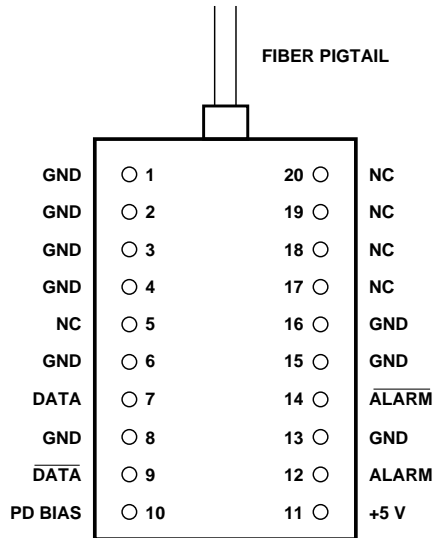 FIBER PIGTAIL
GND 1 20 NC
GND 2 19 NC
GND 3 18 NC
GND 4 17 NC
NC 5 16 GND
GND 6 15 GND
DATA 7 14 A̅L̅A̅R̅M̅
GND 8 13 GND
D̅A̅T̅A̅ 9 12 ALARM
PD BIAS 10 11 +5 V